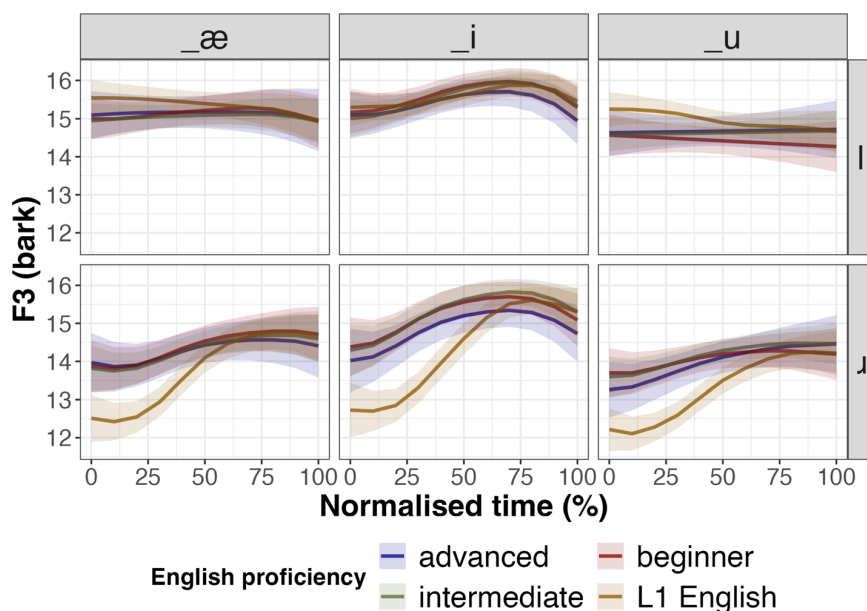 _æ _i _u
16
15
14
13
12
l
16
15
14
13
12
ɹ
F3 (bark)
0 25 50 75 100 0 25 50 75 100 0 25 50 75 100
Normalised time (%)
English proficiency
advanced beginner
intermediate L1 English